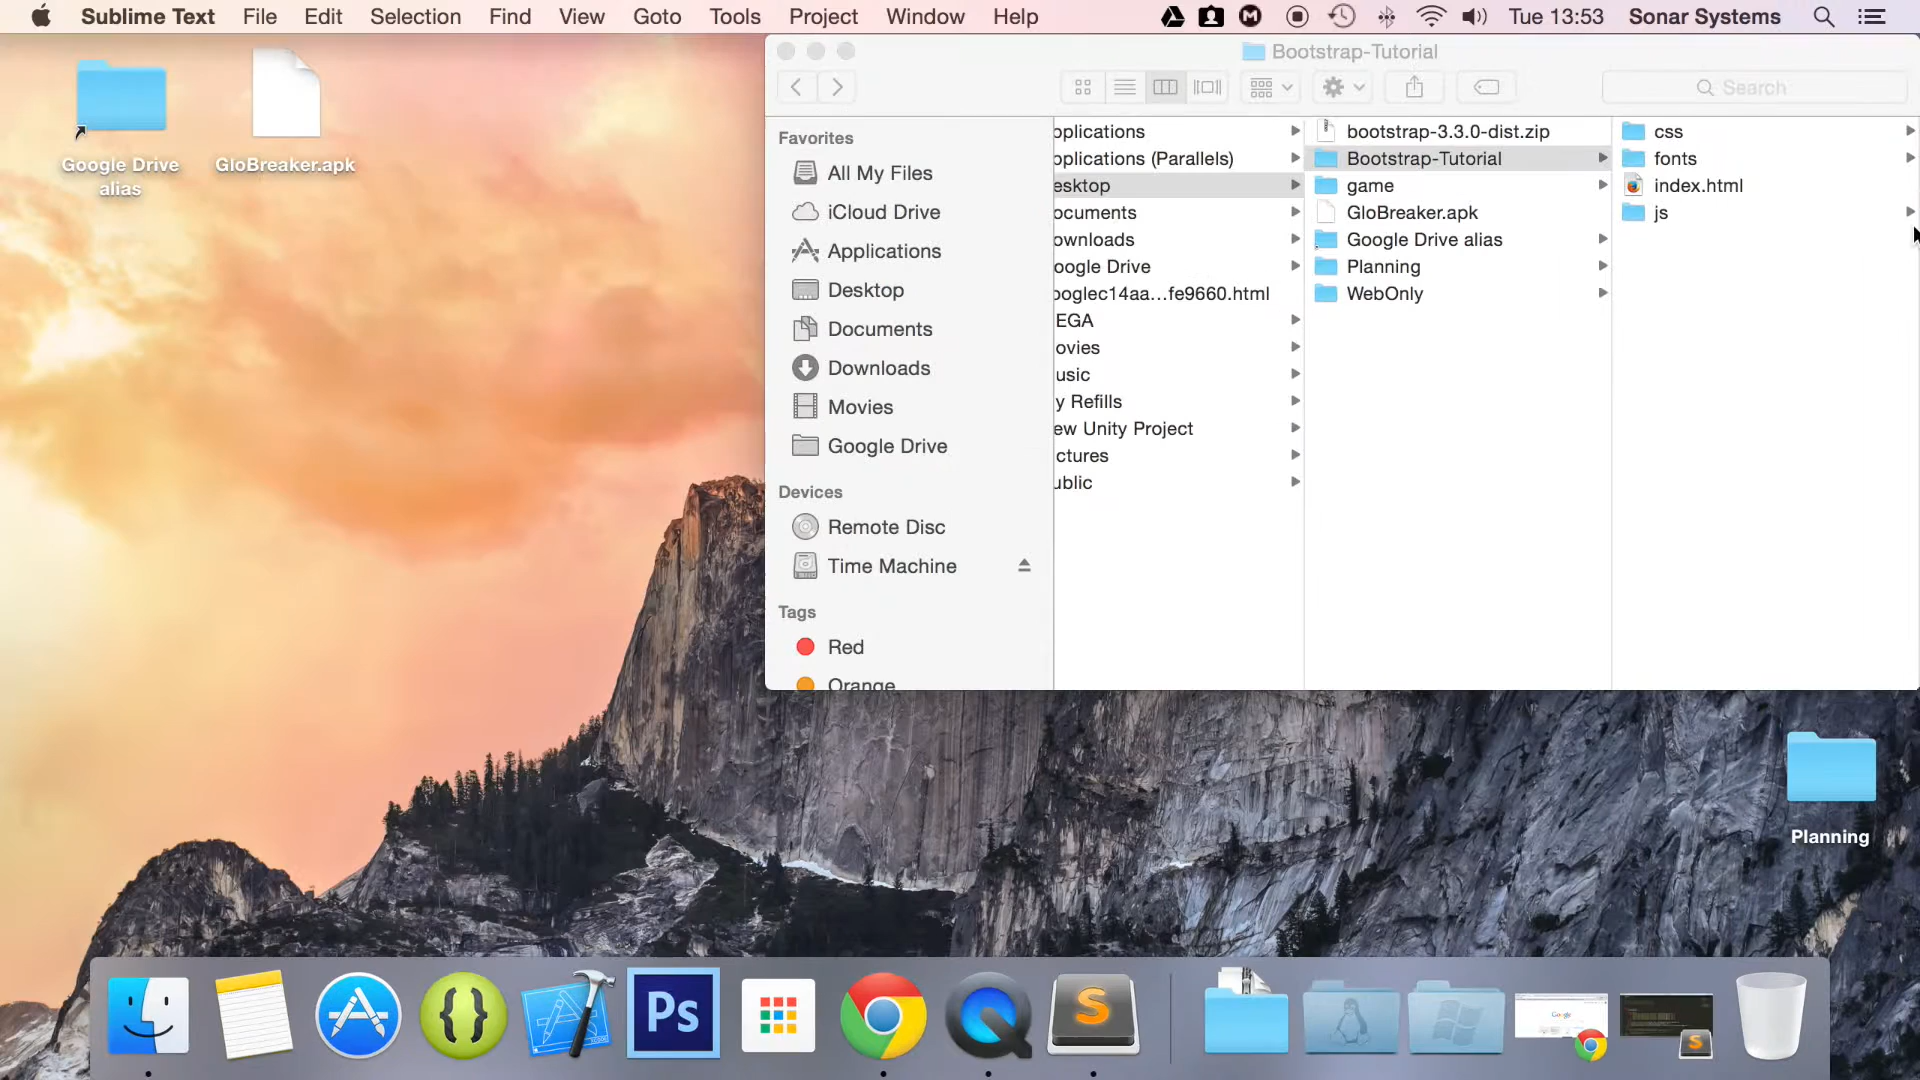 Sublime Text File Edit Selection Find View Goto Tools Project Window Help Tue 13:53 Sonar Systems
Google Drive
alias
GloBreaker.apk
Bootstrap-Tutorial
Search
Favorites
All My Files
iCloud Drive
Applications
Desktop
Documents
Downloads
Movies
Google Drive
Devices
Remote Disc
Time Machine
Tags
Red
Orange
pplications
pplications (Parallels)
esktop
ocuments
ownloads
oogle Drive
ooglec14aa...fe9660.html
EGA
ovies
usic
y Refills
ew Unity Project
ctures
ublic
bootstrap-3.3.0-dist.zip
Bootstrap-Tutorial
game
GloBreaker.apk
Google Drive alias
Planning
WebOnly
css
fonts
index.html
js
Planning
Ps